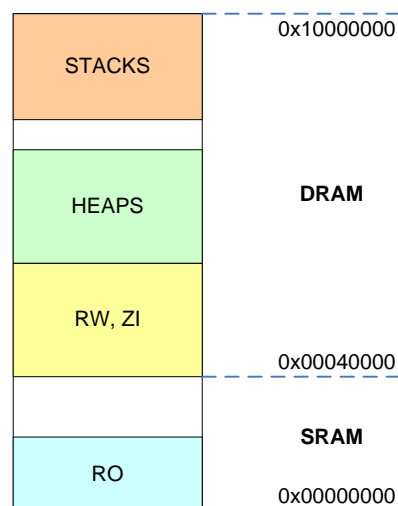 0x10000000
STACKS
HEAPS
DRAM
RW, ZI
0x00040000
SRAM
RO
0x00000000